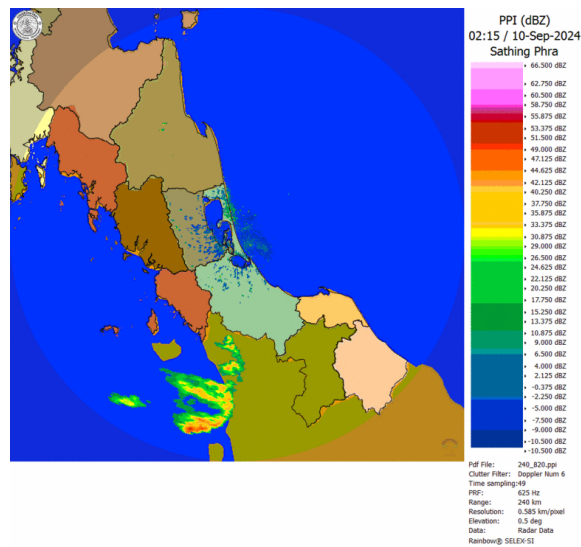 PPI (dBZ)
02:15 / 10-Sep-2024
Sathing Phra
66.500 dBZ
62.750 dBZ
60.500 dBZ
58.750 dBZ
55.875 dBZ
53.375 dBZ
51.500 dBZ
49.000 dBZ
47.125 dBZ
44.625 dBZ
42.125 dBZ
40.250 dBZ
37.750 dBZ
35.875 dBZ
33.375 dBZ
30.875 dBZ
29.000 dBZ
26.500 dBZ
24.625 dBZ
22.125 dBZ
20.250 dBZ
17.750 dBZ
15.250 dBZ
13.375 dBZ
10.875 dBZ
9.000 dBZ
6.500 dBZ
4.000 dBZ
2.125 dBZ
-0.375 dBZ
-2.250 dBZ
-5.000 dBZ
-7.500 dBZ
-9.000 dBZ
-10.500 dBZ
-10.500 dBZ
Pdf File: 240_820.ppi
Clutter Filter: Doppler Num 6
Time sampling:49
PRF: 625 Hz
Range: 240 km
Resolution: 0.585 km/pixel
Elevation: 0.5 deg
Data: Radar Data
Rainbow® SELEX-SI